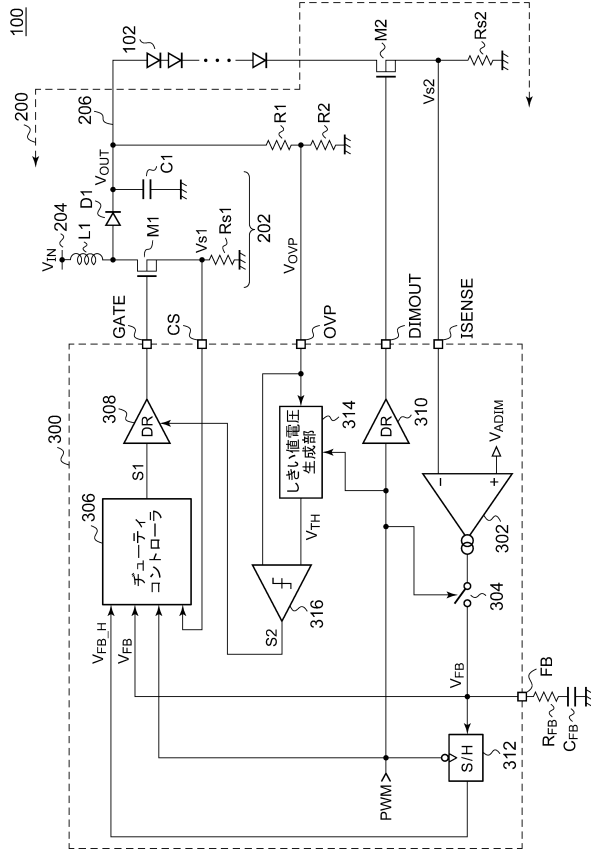 100
200
102
206
M2
Rs2
Vs2
R1
R2
VOUT
C1
D1
VIN
204
L1
M1
Vs1
Rs1
202
VOVP
GATE
CS
OVP
DIMOUT
ISENSE
300
308
DR
S1
306
デューティ
コントローラ
314
しきい値電圧
生成部
310
DR
VTH
316
S2
VADIM
−
+
302
304
VFB_H
VFB
VFB
FB
RFB
CFB
S/H
312
PWM